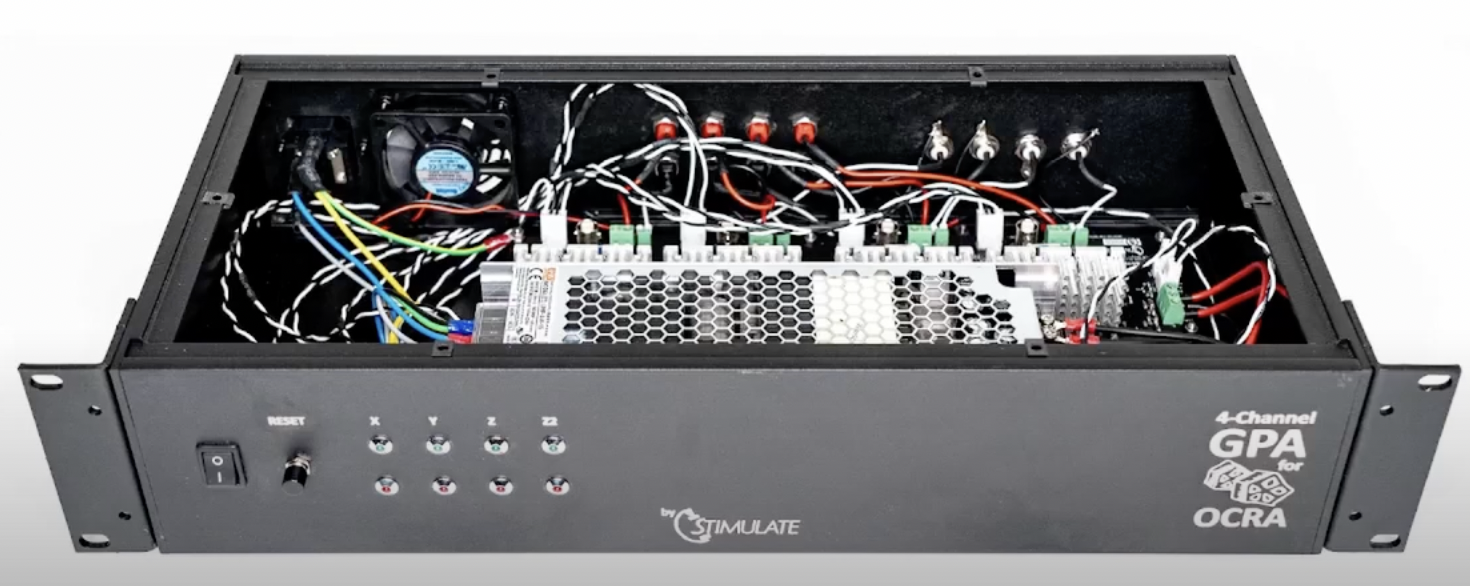 RESET
X Y Z Z2
O
I
4-Channel
GPA
for
OCRA
by STIMULATE